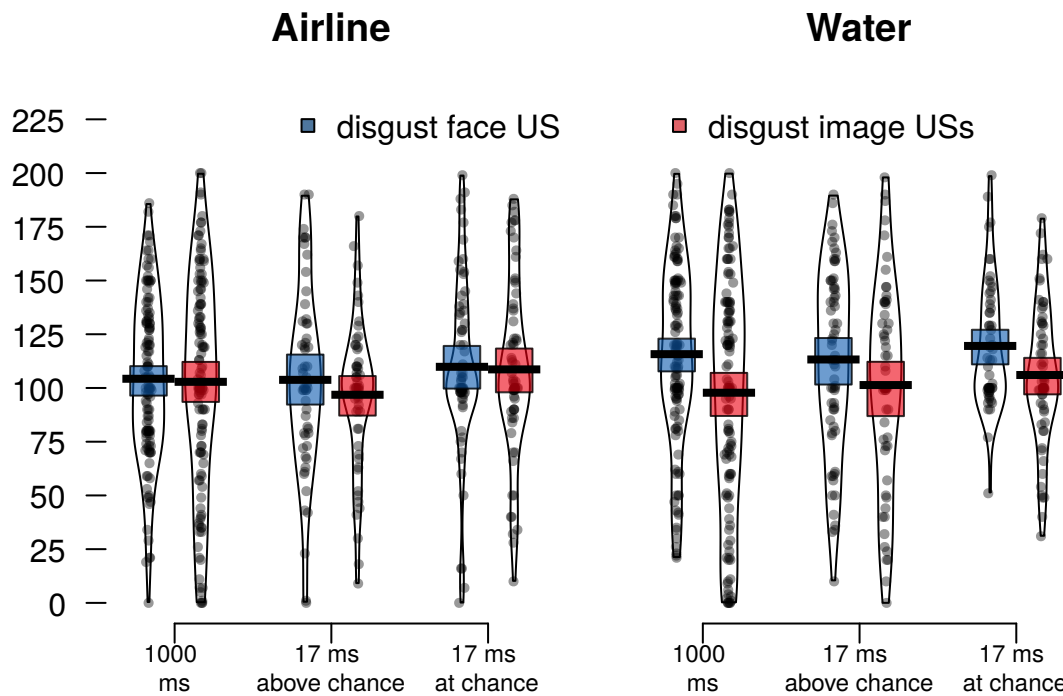 Airline Water
225
disgust face US disgust image USs
200
175
150
125
100
75
50
25
0
1000 17 ms 17 ms 1000 17 ms 17 ms
ms above chance at chance ms above chance at chance